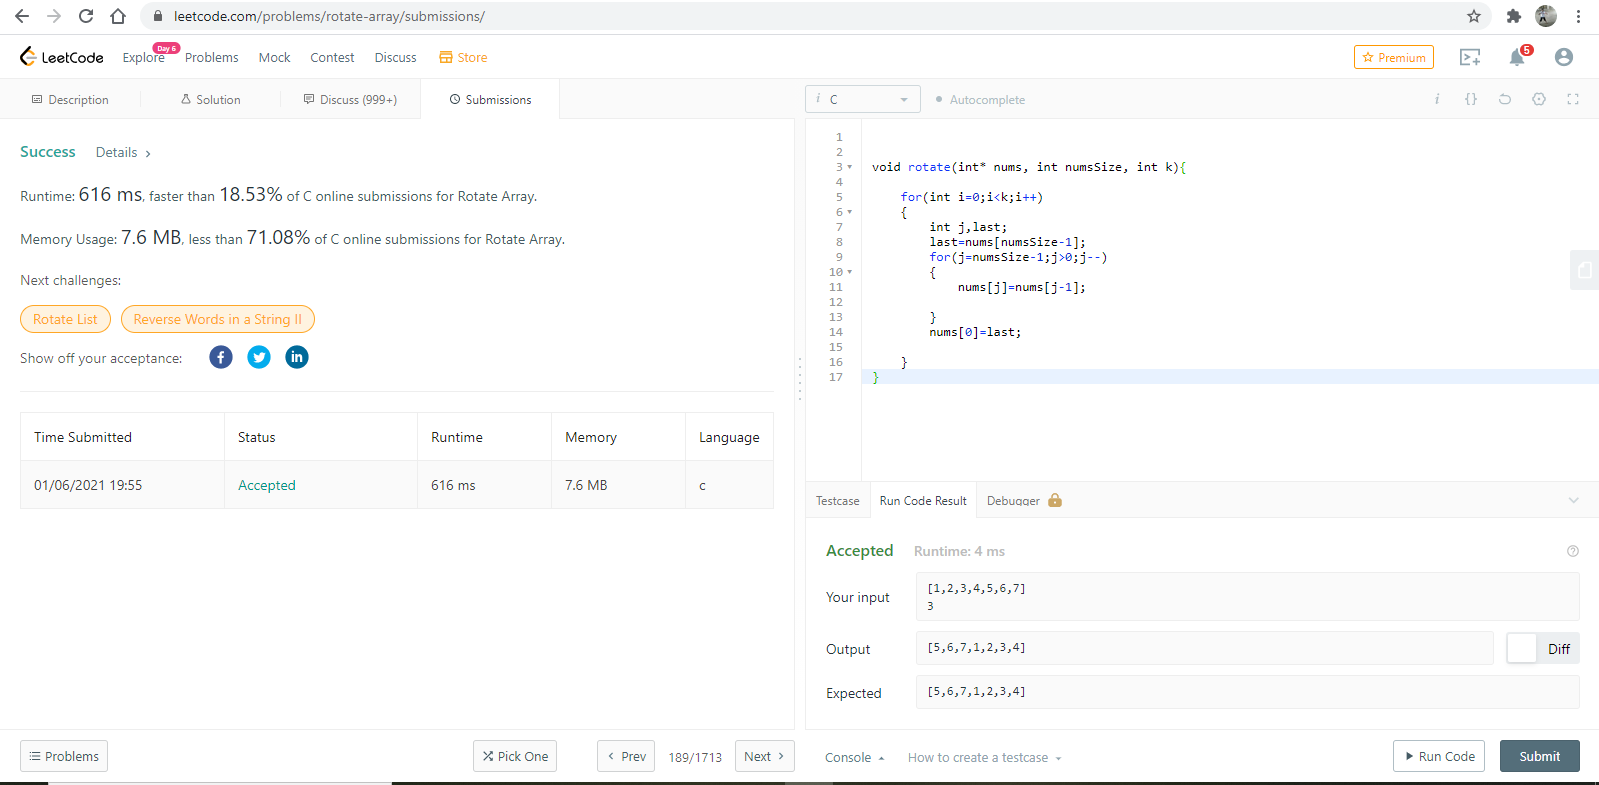 leetcode.com/problems/rotate-array/submissions/
LeetCode Explore Day 6 Problems Mock Contest Discuss Store Premium 5
Description Solution Discuss (999+) Submissions
Success Details >
Runtime: 616 ms, faster than 18.53% of C online submissions for Rotate Array.
Memory Usage: 7.6 MB, less than 71.08% of C online submissions for Rotate Array.
Next challenges:
Rotate List Reverse Words in a String II
Show off your acceptance:
Time Submitted Status Runtime Memory Language
01/06/2021 19:55 Accepted 616 ms 7.6 MB c
Problems Pick One Prev 189/1713 Next
i C Autocomplete i {}
1
2
3 void rotate(int* nums, int numsSize, int k){
4
5 for(int i=0;i<k;i++)
6 {
7 int j,last;
8 last=nums[numsSize-1];
9 for(j=numsSize-1;j>0;j--)
10 {
11 nums[j]=nums[j-1];
12
13 }
14 nums[0]=last;
15
16 }
17 }
Testcase Run Code Result Debugger
Accepted Runtime: 4 ms
Your input
[1,2,3,4,5,6,7]
3
Output [5,6,7,1,2,3,4] Diff
Expected [5,6,7,1,2,3,4]
Console How to create a testcase Run Code Submit